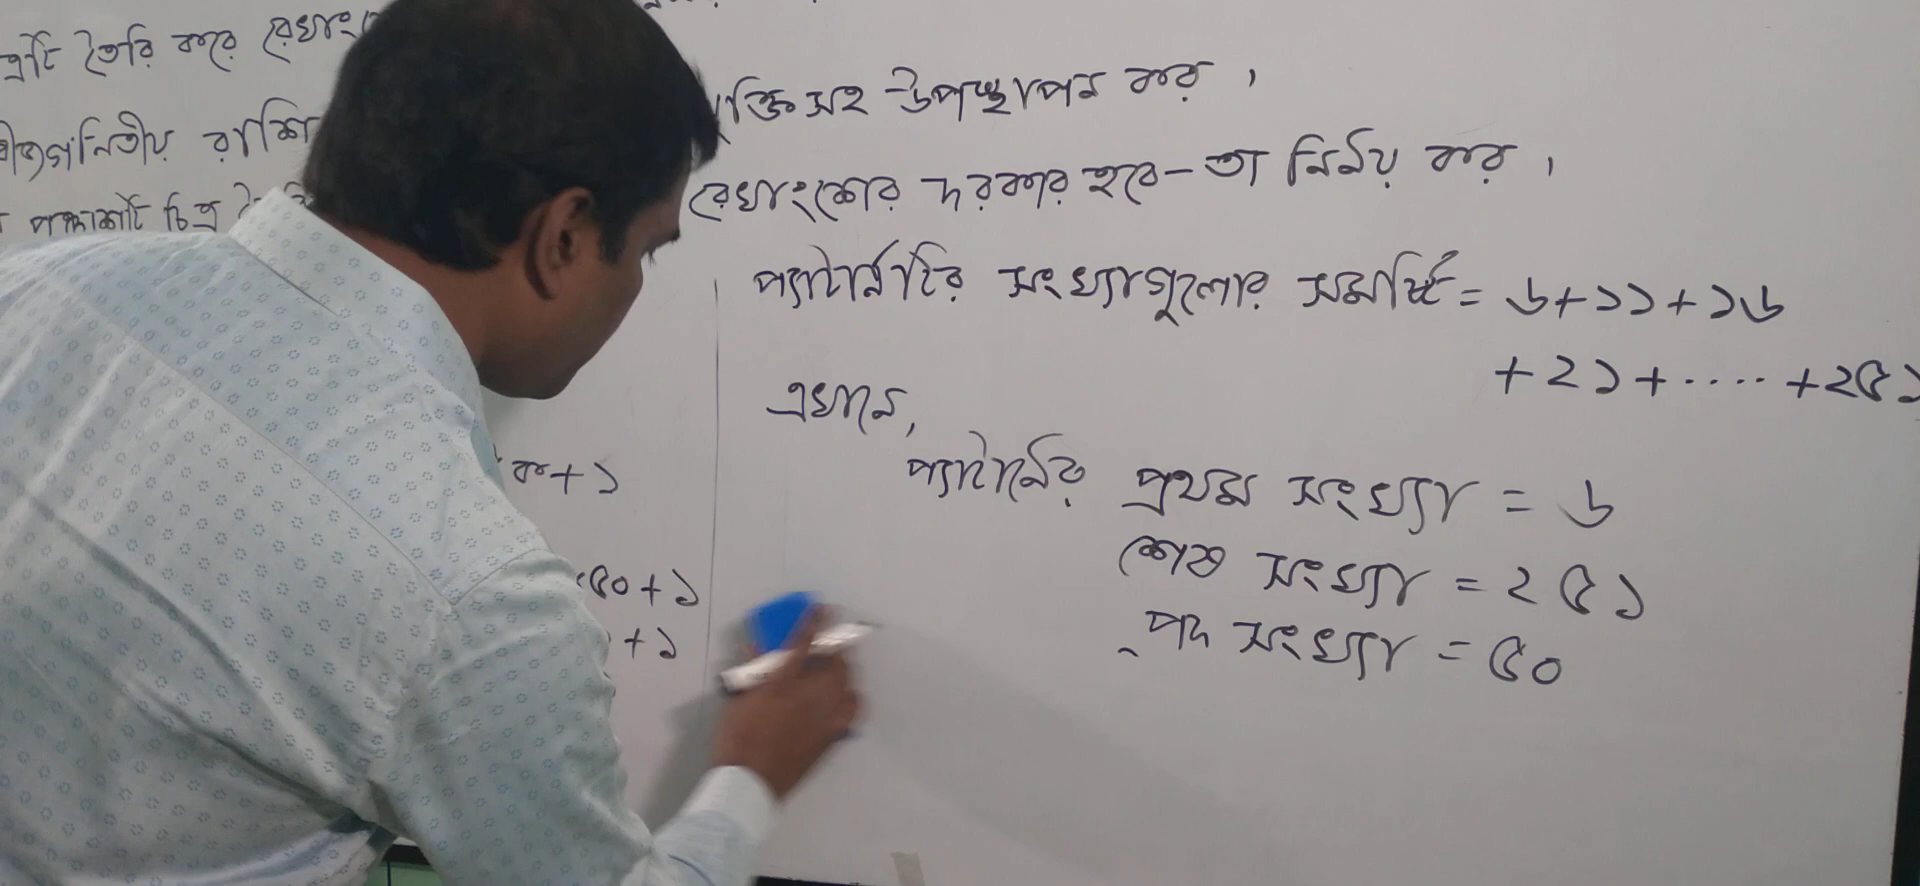 তৈরি করে
ক্তিসহ উপস্থাপন কর ।
রাশি
রেখাংশের দরকার হবে- তা নির্নয় কর ।
চিত্র
প্যাটার্নটির সংখ্যাগুলোর সমষ্টি = ৬+১১+১৬
+২১+....+২৫১
এখানে,
ক+১
প্যাটার্নের প্রথম সংখ্যা = ৬
শেষ সংখ্যা = ২৫১
৫০+১
পদ সংখ্যা = ৫০
+১